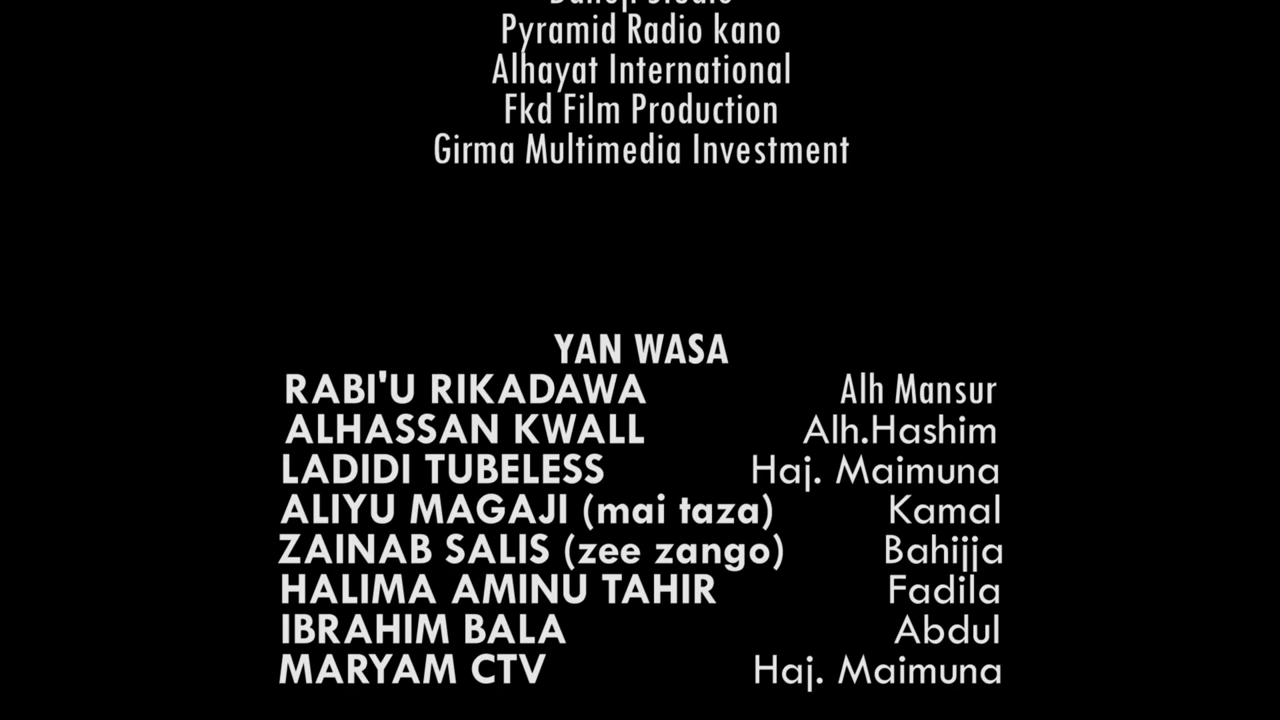 Pyramid Radio kano
Alhayat International
Fkd Film Production
Girma Multimedia Investment
YAN WASA
RABI'U RIKADAWA Alh Mansur
ALHASSAN KWALL Alh.Hashim
LADIDI TUBELESS Haj. Maimuna
ALIYU MAGAJI (mai taza) Kamal
ZAINAB SALIS (zee zango) Bahijja
HALIMA AMINU TAHIR Fadila
IBRAHIM BALA Abdul
MARYAM CTV Haj. Maimuna